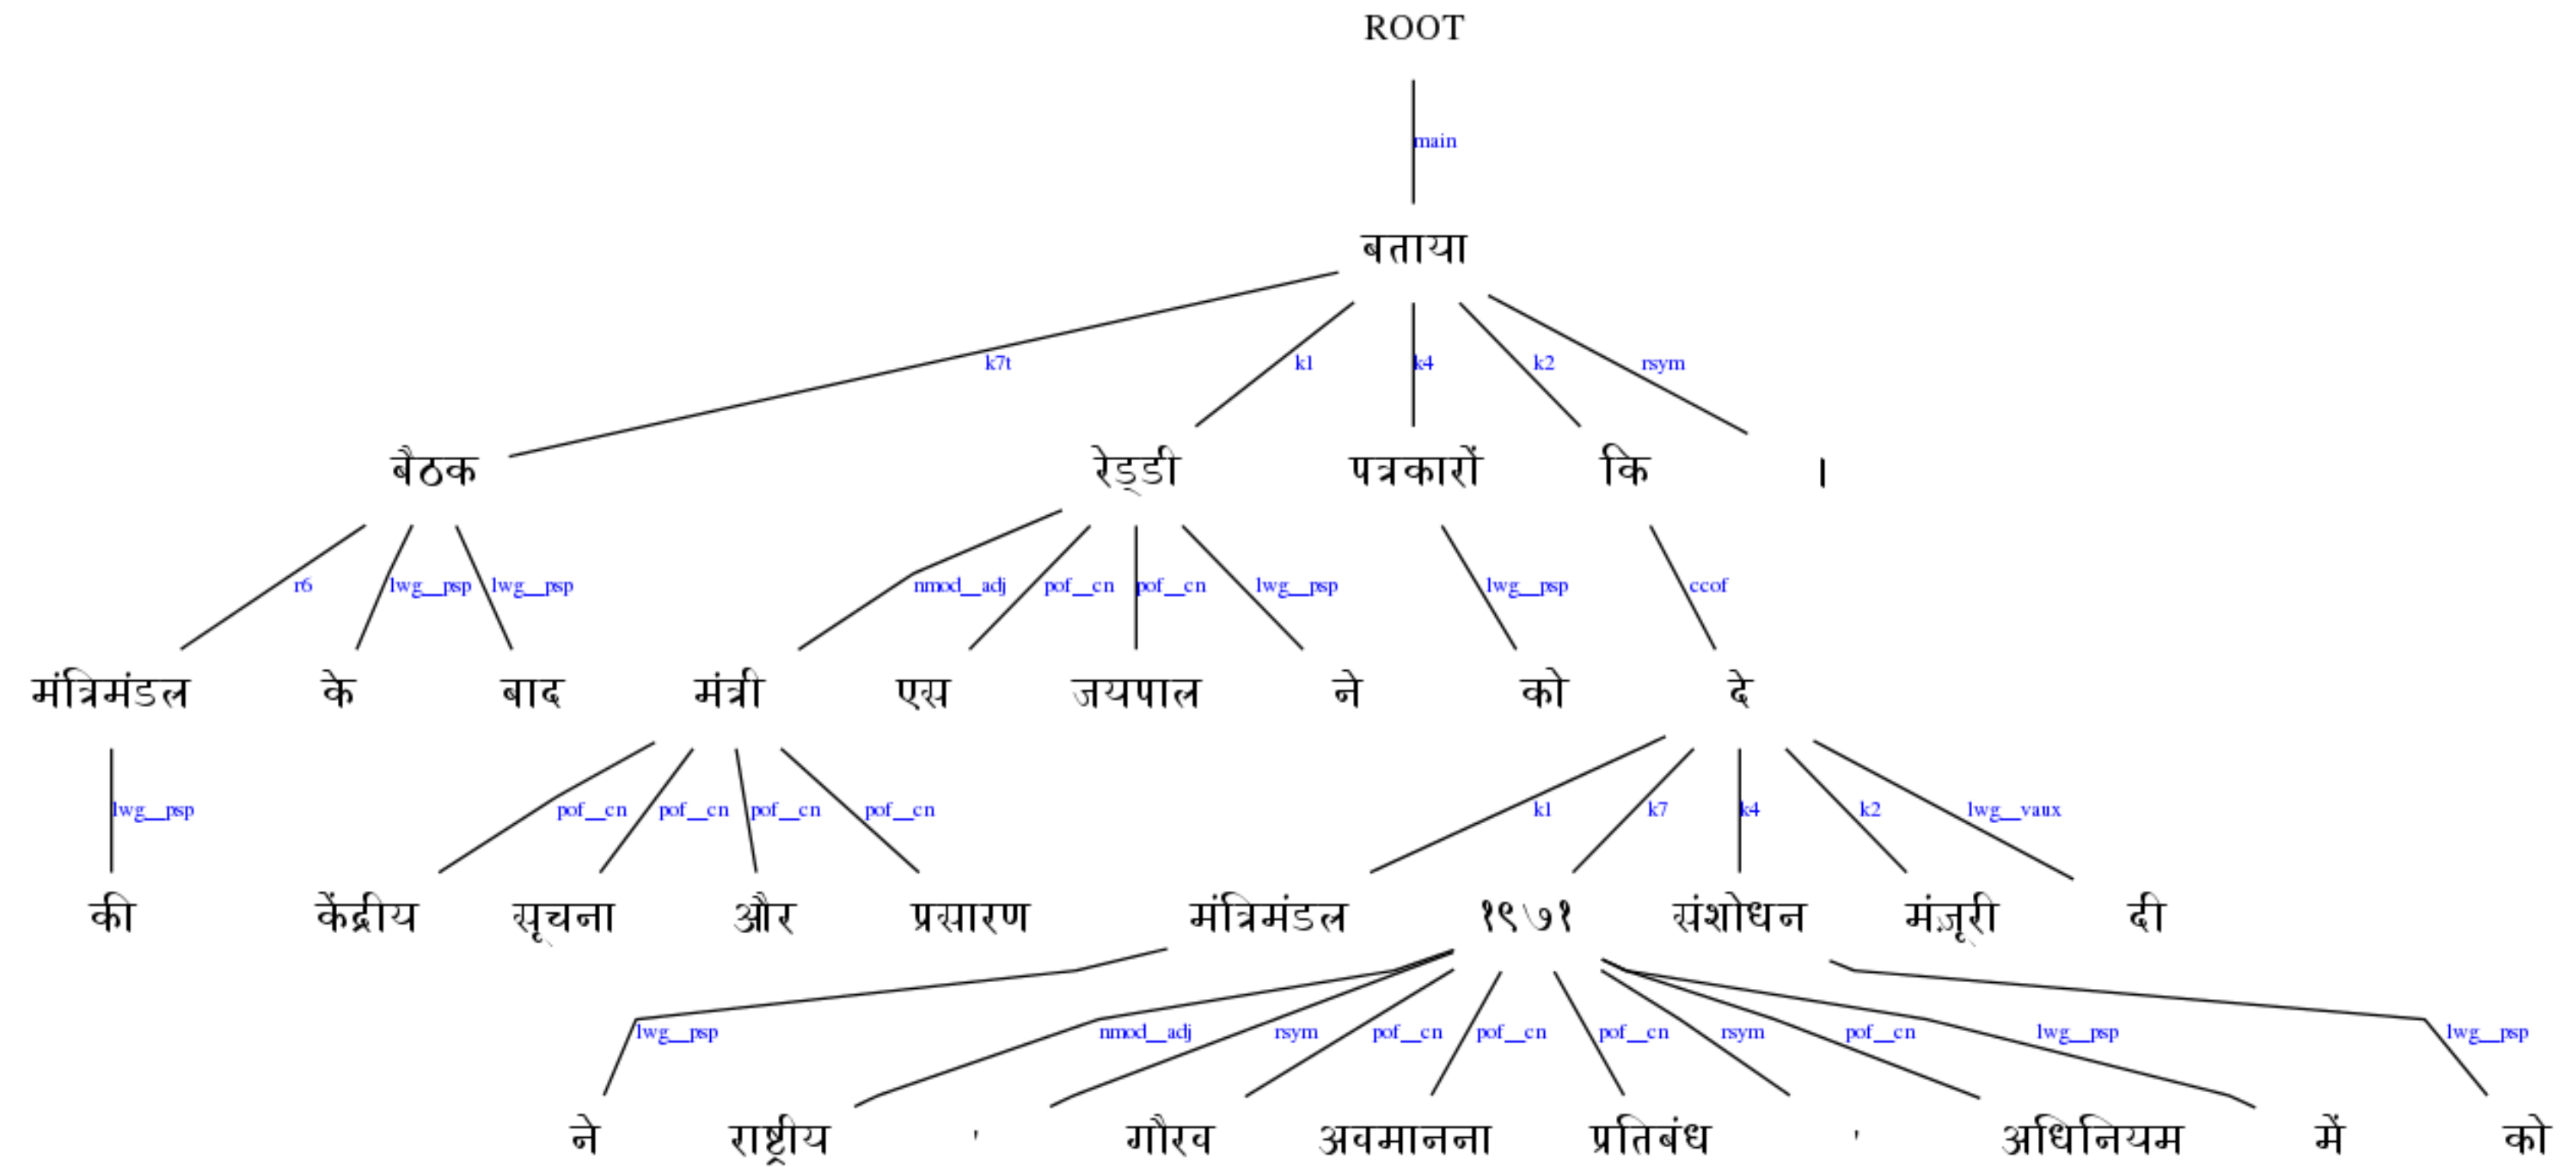 ROOT
main
बताया
k7t k1 k4 k2 rsym
बैठक रेड्डी पत्रकारों कि ।
r6 lwg__psp lwg__psp nmod__adj pof__cn pof__cn lwg__psp lwg__psp ccof
मंत्रिमंडल के बाद मंत्री एस जयपाल ने को दे
lwg__psp pof__cn pof__cn pof__cn pof__cn k1 k7 k4 k2 lwg__vaux
की केंद्रीय सूचना और प्रसारण मंत्रिमंडल १९७१ संशोधन मंज़ूरी दी
lwg__psp nmod__adj rsym pof__cn pof__cn pof__cn rsym pof__cn lwg__psp lwg__psp
ने राष्ट्रीय ' गौरव अवमानना प्रतिबंध ' अधिनियम में को